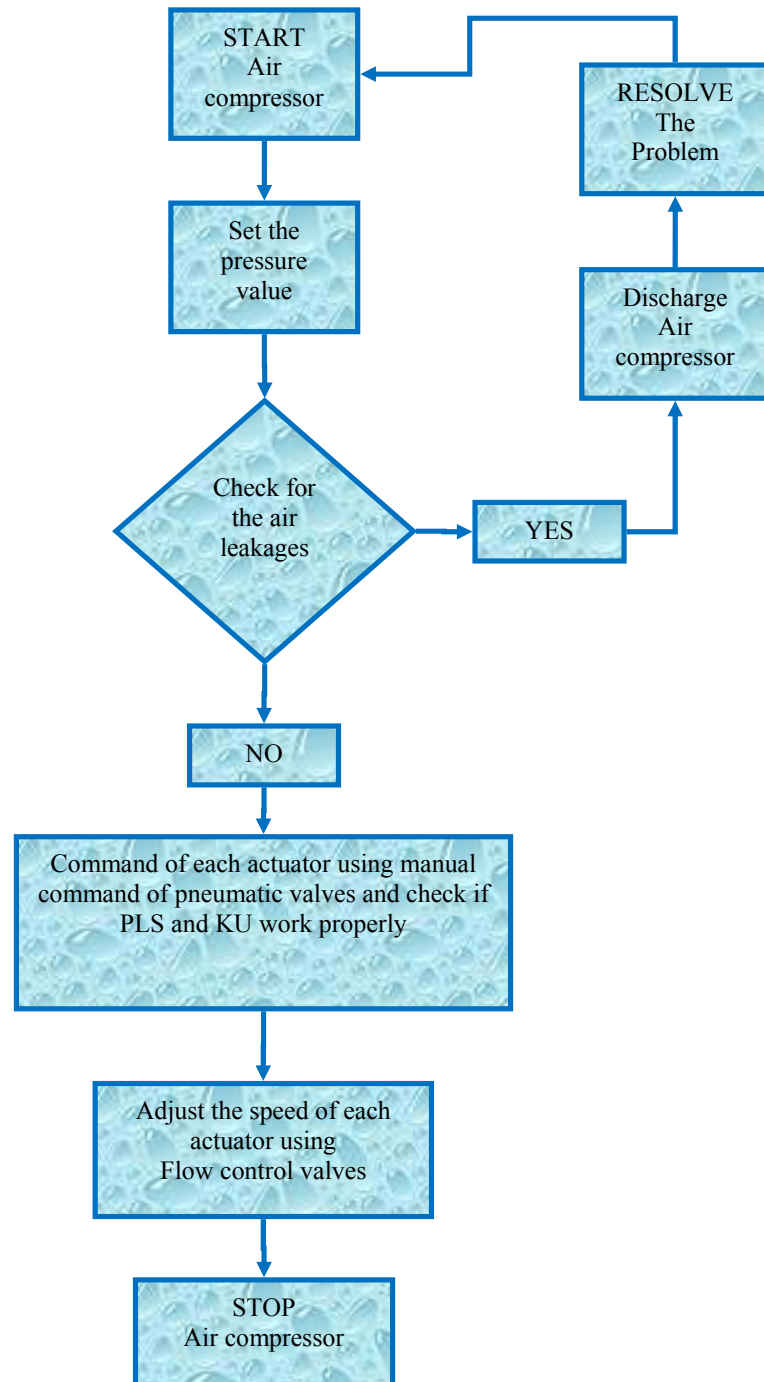 START
Air
compressor
RESOLVE
The
Problem
Set the
pressure
value
Discharge
Air
compressor
Check for
the air
leakages
YES
NO
Command of each actuator using manual
command of pneumatic valves and check if
PLS and KU work properly
Adjust the speed of each
actuator using
Flow control valves
STOP
Air compressor